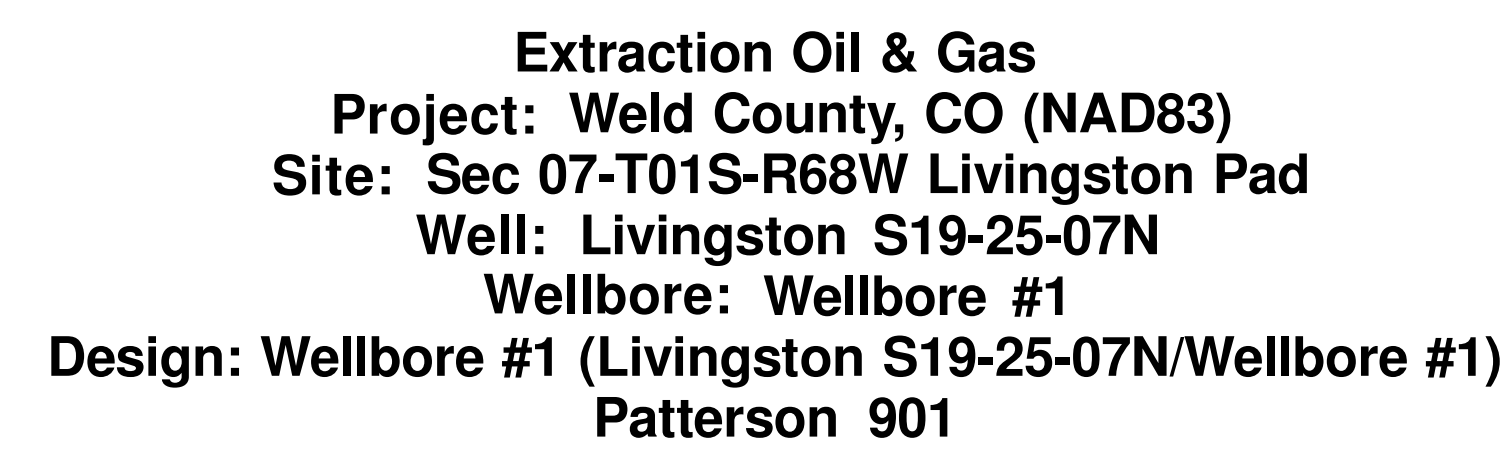 Extraction Oil & Gas
Project: Weld County, CO (NAD83)
Site: Sec 07-T01S-R68W Livingston Pad
Well: Livingston S19-25-07N
Wellbore: Wellbore #1
Design: Wellbore #1 (Livingston S19-25-07N/Wellbore #1)
Patterson 901